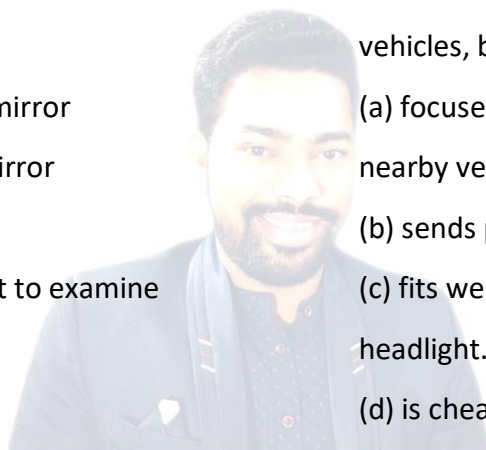 mirror
irror
t to examine
vehicles, b
(a) focuse
nearby ve
(b) sends
(c) fits we
headlight.
(d) is chea